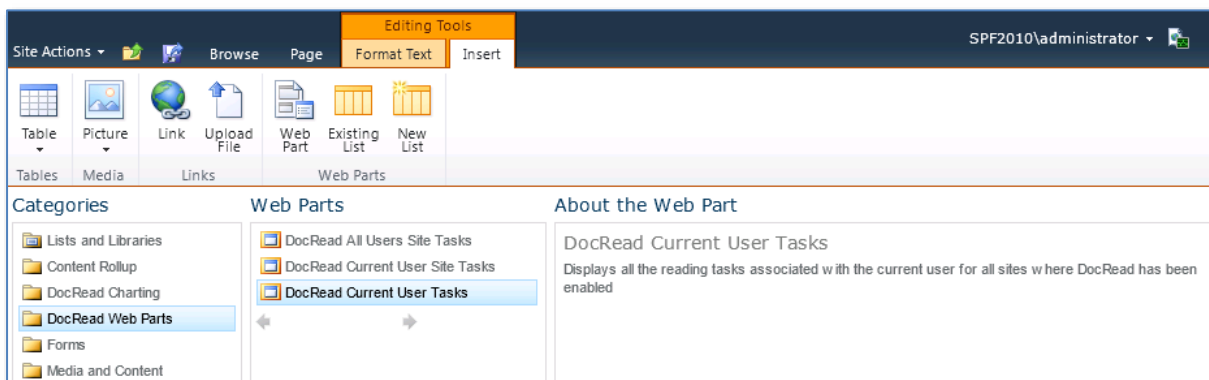 Editing Tools
Site Actions Browse Page Format Text Insert SPF2010\administrator
Table Picture Link Upload File Web Part Existing List New List
Tables Media Links Web Parts
Categories Web Parts About the Web Part
Lists and Libraries
Content Rollup
DocRead Charting
DocRead Web Parts
Forms
Media and Content
DocRead All Users Site Tasks
DocRead Current User Site Tasks
DocRead Current User Tasks
DocRead Current User Tasks
Displays all the reading tasks associated with the current user for all sites where DocRead has been
enabled